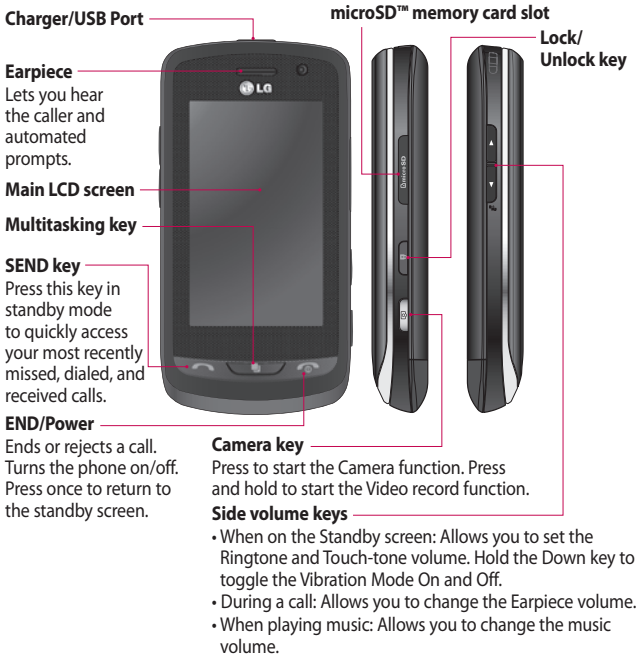 Charger/USB Port
Earpiece
Lets you hear
the caller and
automated
prompts.
Main LCD screen
Multitasking key
SEND key
Press this key in
standby mode
to quickly access
your most recently
missed, dialed, and
received calls.
END/Power
Ends or rejects a call.
Turns the phone on/off.
Press once to return to
the standby screen.
LG
microSD™ memory card slot
Lock/
Unlock key
microSD
Camera key
Press to start the Camera function. Press
and hold to start the Video record function.
Side volume keys
• When on the Standby screen: Allows you to set the
Ringtone and Touch-tone volume. Hold the Down key to
toggle the Vibration Mode On and Off.
• During a call: Allows you to change the Earpiece volume.
• When playing music: Allows you to change the music
volume.